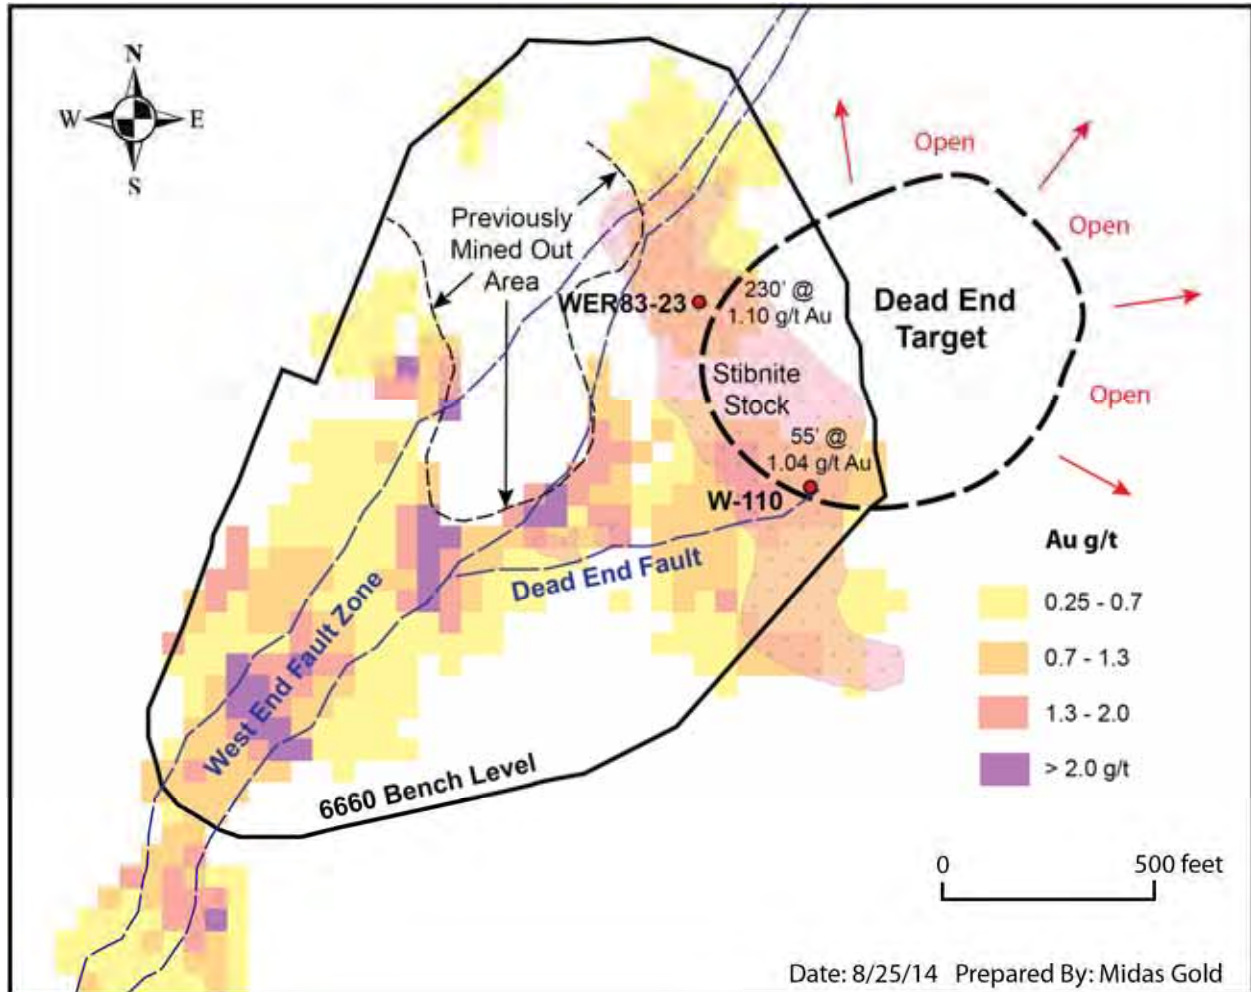 N
W
E
S
Previously
Mined Out
Area
Open
Open
Open
Dead End
Target
WER83-23
230' @
1.10 g/t Au
Stibnite
Stock
55' @
1.04 g/t Au
W-110
Dead End Fault
West End Fault Zone
6660 Bench Level
Au g/t
0.25 - 0.7
0.7 - 1.3
1.3 - 2.0
> 2.0 g/t
0
500 feet
Date: 8/25/14 Prepared By: Midas Gold